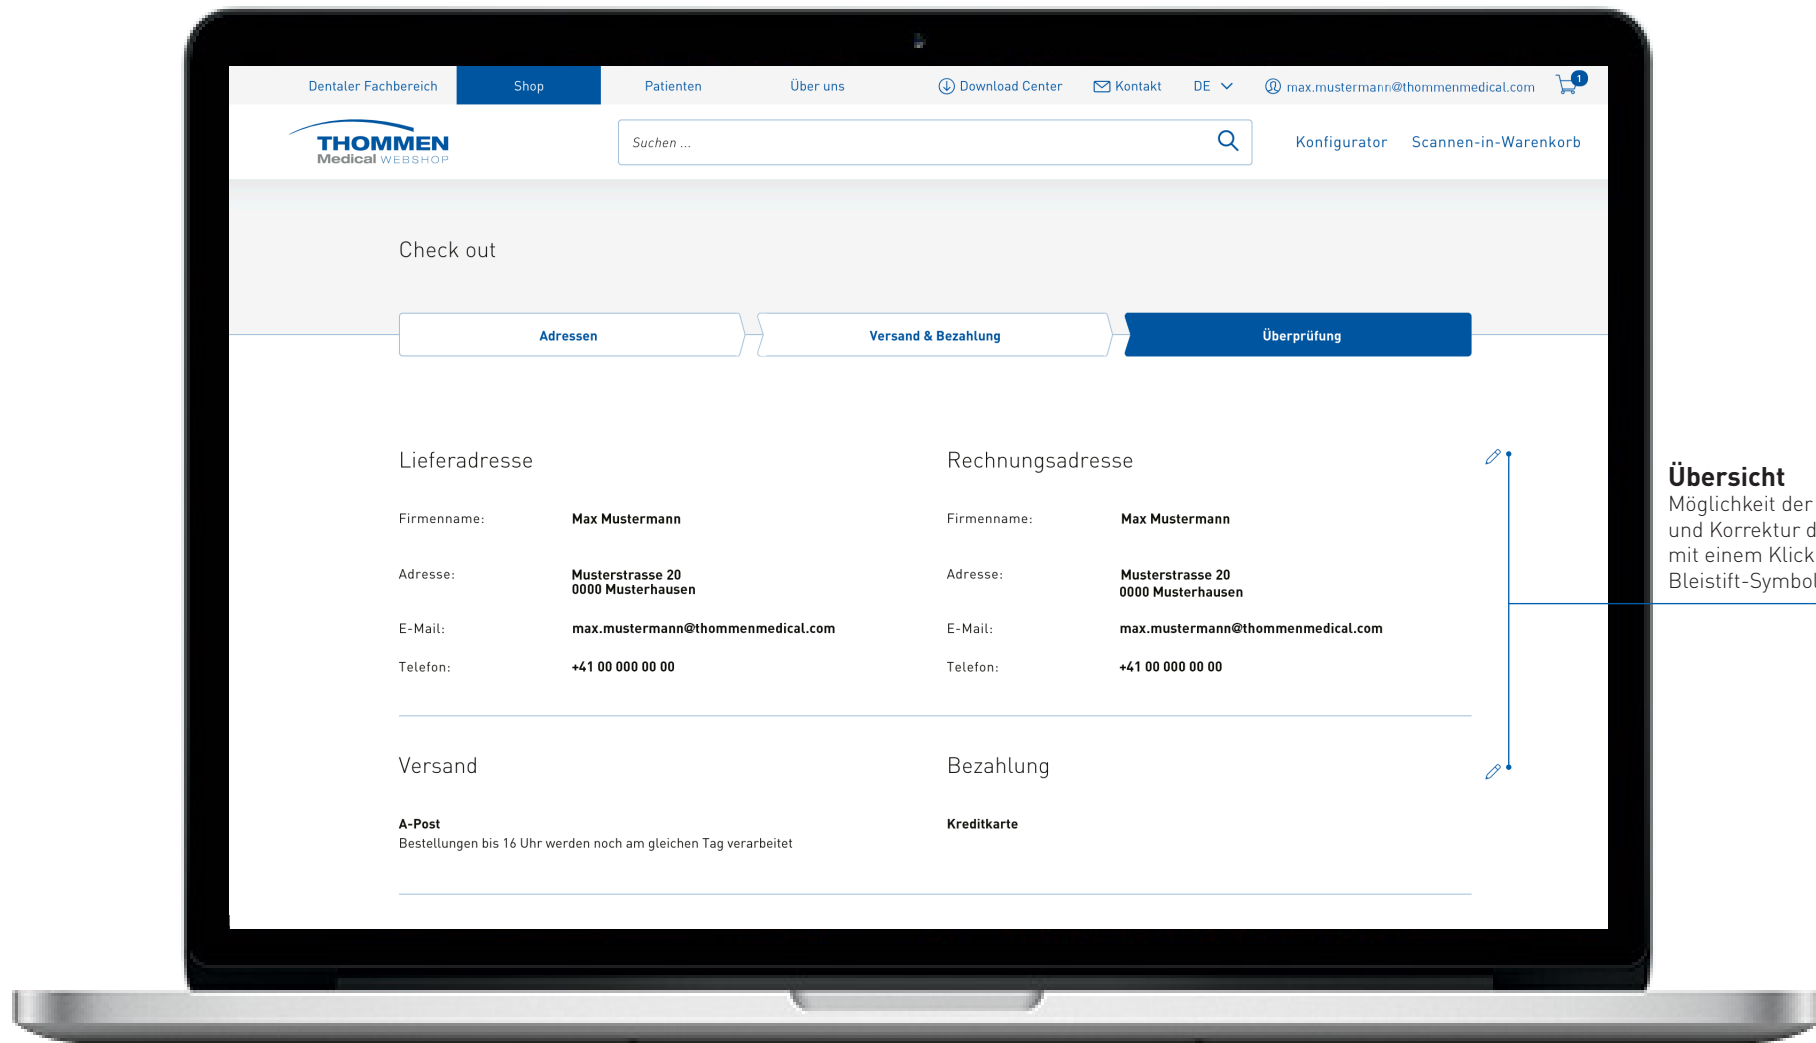 Dentaler Fachbereich Shop Patienten Über uns Download Center Kontakt DE max.mustermann@thommenmedical.com 1
THOMMEN
Medical WEBSHOP
Suchen ...
Konfigurator Scannen-in-Warenkorb
Check out
Adressen Versand & Bezahlung Überprüfung
Lieferadresse Rechnungsadresse
Firmenname: Max Mustermann Firmenname: Max Mustermann
Adresse: Musterstrasse 20 Adresse: Musterstrasse 20
0000 Musterhausen 0000 Musterhausen
E-Mail: max.mustermann@thommenmedical.com E-Mail: max.mustermann@thommenmedical.com
Telefon: +41 00 000 00 00 Telefon: +41 00 000 00 00
Versand Bezahlung
A-Post Kreditkarte
Bestellungen bis 16 Uhr werden noch am gleichen Tag verarbeitet
Übersicht
Möglichkeit der
und Korrektur
mit einem Klick
Bleistift-Symbol